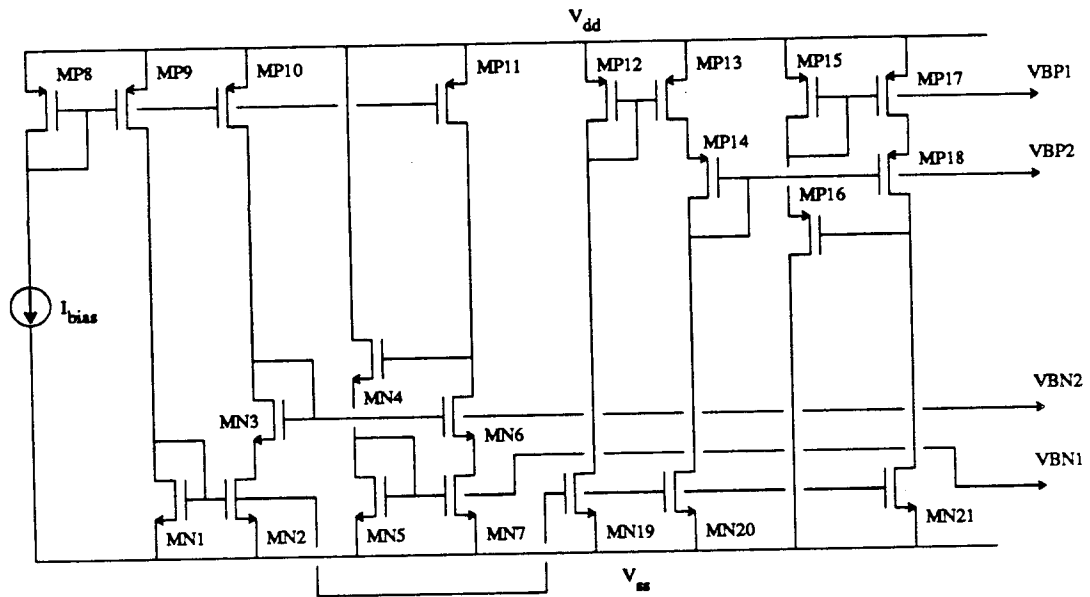 V_dd
MP8
MP9
MP10
MP11
MP12
MP13
MP15
MP17
VBP1
MP14
MP18
VBP2
MP16
I_bias
MN4
VBN2
MN3
MN6
VBN1
MN1
MN2
MN5
MN7
MN19
MN20
MN21
V_ss